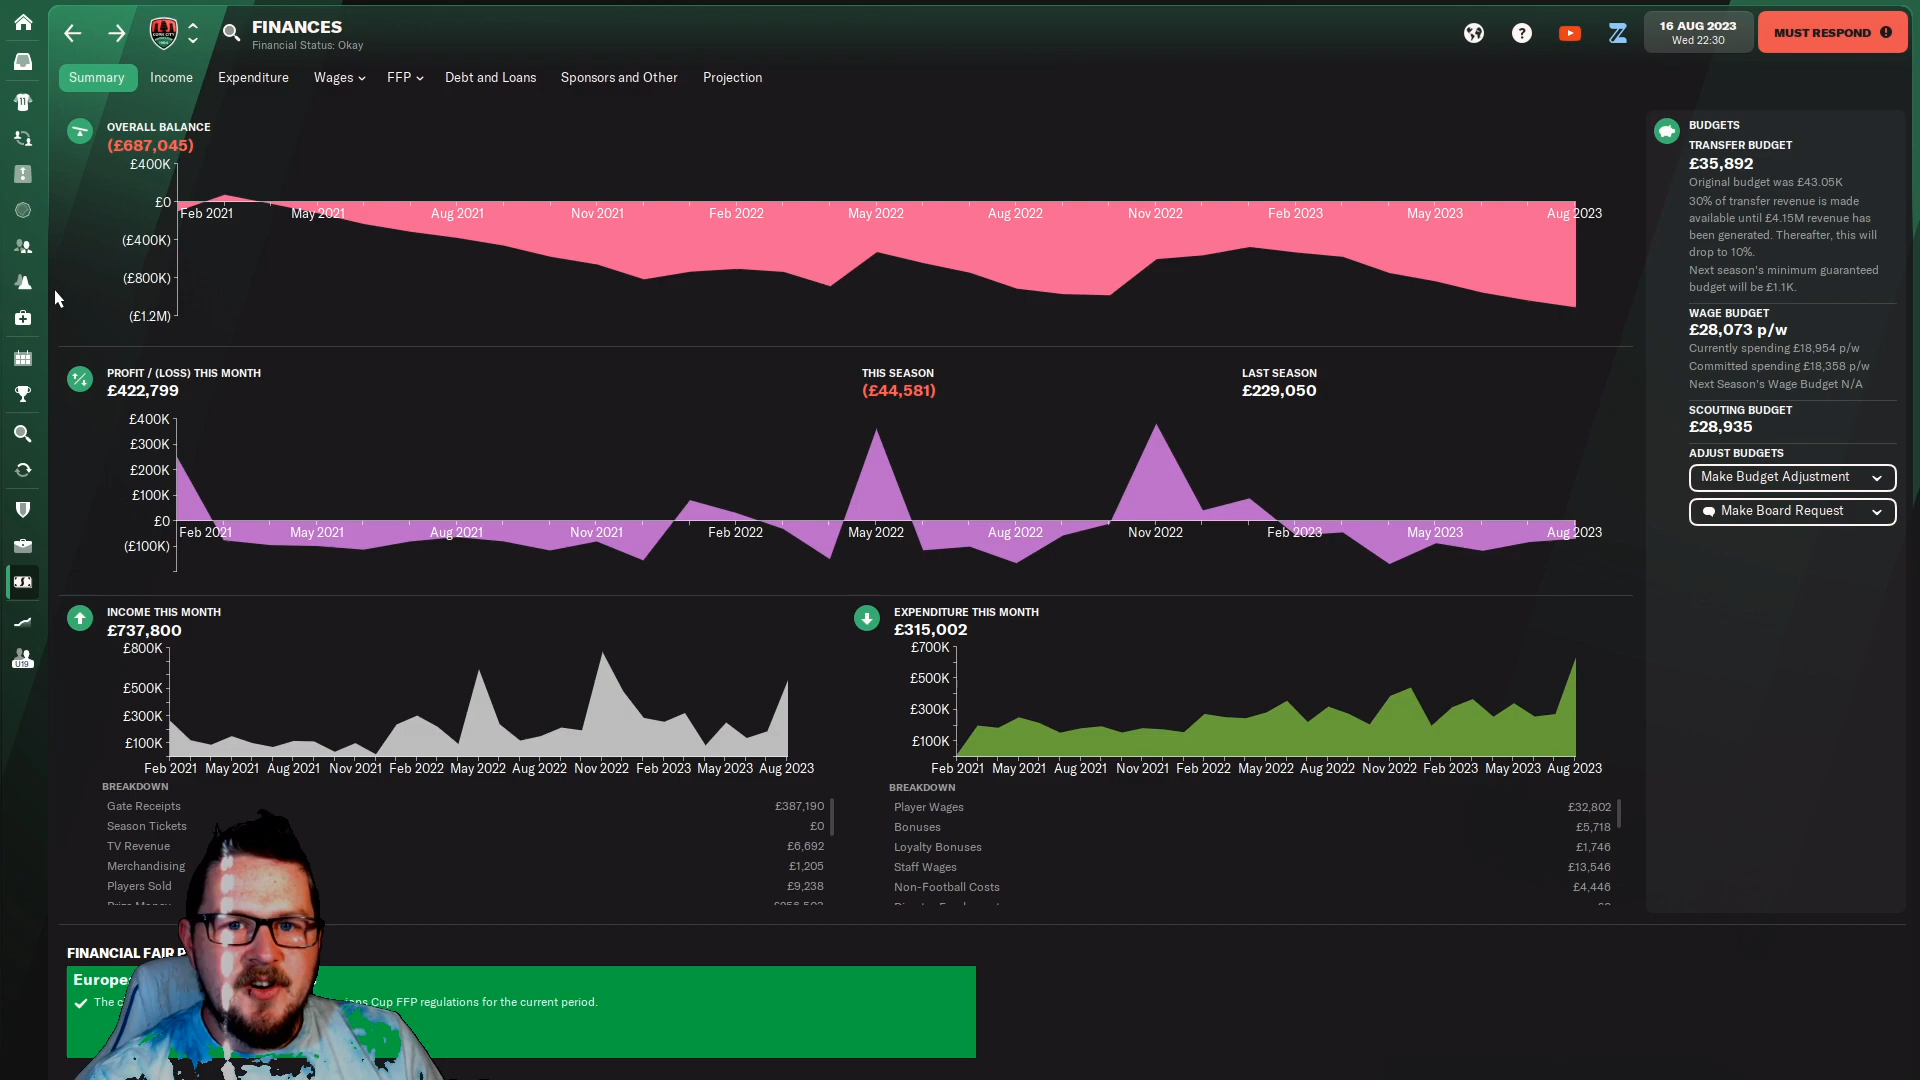 FINANCES
Financial Status: Okay
16 AUG 2023
Wed 22:30
MUST RESPOND
Summary
Income
Expenditure
Wages
FFP
Debt and Loans
Sponsors and Other
Projection
OVERALL BALANCE
(£687,045)
£400K
£0
(£400K)
(£800K)
(£1.2M)
Feb 2021 May 2021 Aug 2021 Nov 2021 Feb 2022 May 2022 Aug 2022 Nov 2022 Feb 2023 May 2023 Aug 2023
PROFIT / (LOSS) THIS MONTH
£422,799
THIS SEASON
(£44,581)
LAST SEASON
£229,050
£400K
£300K
£200K
£100K
£0
(£100K)
Feb 2021 May 2021 Aug 2021 Nov 2021 Feb 2022 May 2022 Aug 2022 Nov 2022 Feb 2023 May 2023 Aug 2023
INCOME THIS MONTH
£737,800
£800K
£500K
£300K
£100K
Feb 2021 May 2021 Aug 2021 Nov 2021 Feb 2022 May 2022 Aug 2022 Nov 2022 Feb 2023 May 2023 Aug 2023
BREAKDOWN
Gate Receipts £387,190
Season Tickets £0
TV Revenue £6,692
Merchandising £1,205
Players Sold £9,238
EXPENDITURE THIS MONTH
£315,002
£700K
£500K
£300K
£100K
Feb 2021 May 2021 Aug 2021 Nov 2021 Feb 2022 May 2022 Aug 2022 Nov 2022 Feb 2023 May 2023 Aug 2023
BREAKDOWN
Player Wages £32,802
Bonuses £5,718
Loyalty Bonuses £1,746
Staff Wages £13,546
Non-Football Costs £4,446
FINANCIAL FAIR P
Europe
The c
Cup FFP regulations for the current period.
BUDGETS
TRANSFER BUDGET
£35,892
Original budget was £43.05K
30% of transfer revenue is made
available until £4.15M revenue has
been generated. Thereafter, this will
drop to 10%.
Next season's minimum guaranteed
budget will be £1.1K.
WAGE BUDGET
£28,073 p/w
Currently spending £18,954 p/w
Committed spending £18,358 p/w
Next Season's Wage Budget N/A
SCOUTING BUDGET
£28,935
ADJUST BUDGETS
Make Budget Adjustment
Make Board Request
11
U19